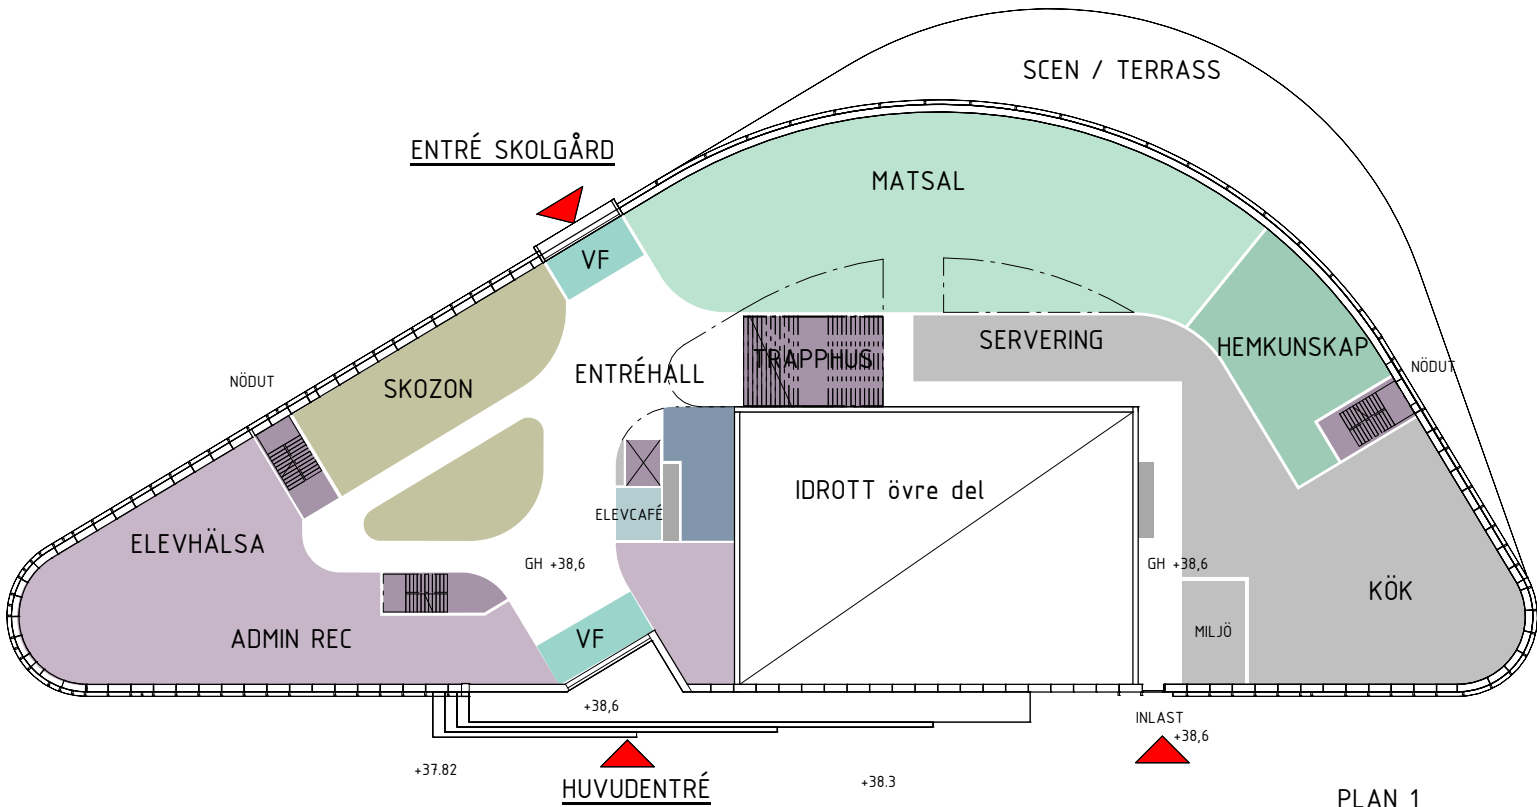 SCEN / TERRASS
ENTRÉ SKOLGÅRD
MATSAL
VF
SERVERING
TRAPPHUS
HEMKUNSKAP
NÖDUT
ENTRÉHALL
NÖDUT
SKOZON
IDROTT övre del
ELEVCAFÉ
ELEVHÄLSA
GH +38,6
GH +38,6
KÖK
ADMIN REC
VF
MILJÖ
+38,6
INLAST
+38,6
+37.82
+38.3
HUVUDENTRÉ
PLAN 1